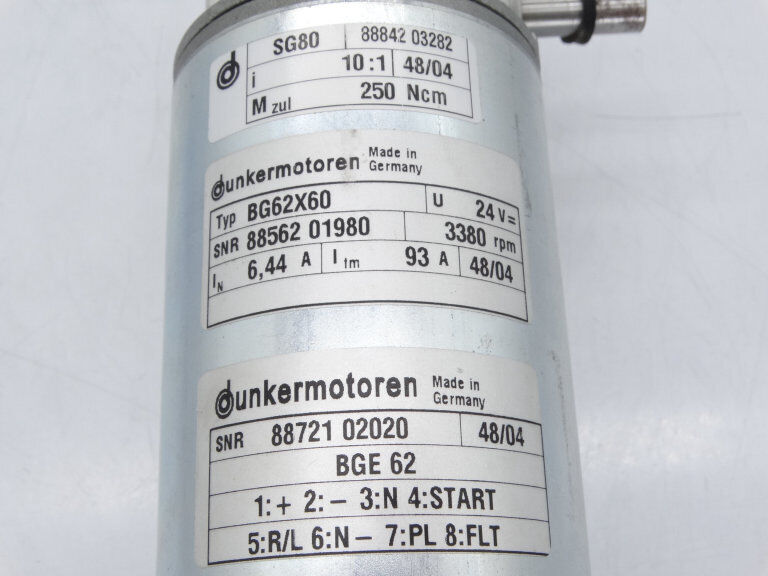 SG80 88842 03282
i 10:1 48/04
M zul 250 Ncm
dunkermotoren Made in Germany
Typ BG62X60 U 24 V=
SNR 88562 01980 3380 rpm
IN 6,44 A Itm 93 A 48/04
dunkermotoren Made in Germany
SNR 88721 02020 48/04
BGE 62
1:+ 2:– 3:N 4:START
5:R/L 6:N– 7:PL 8:FLT